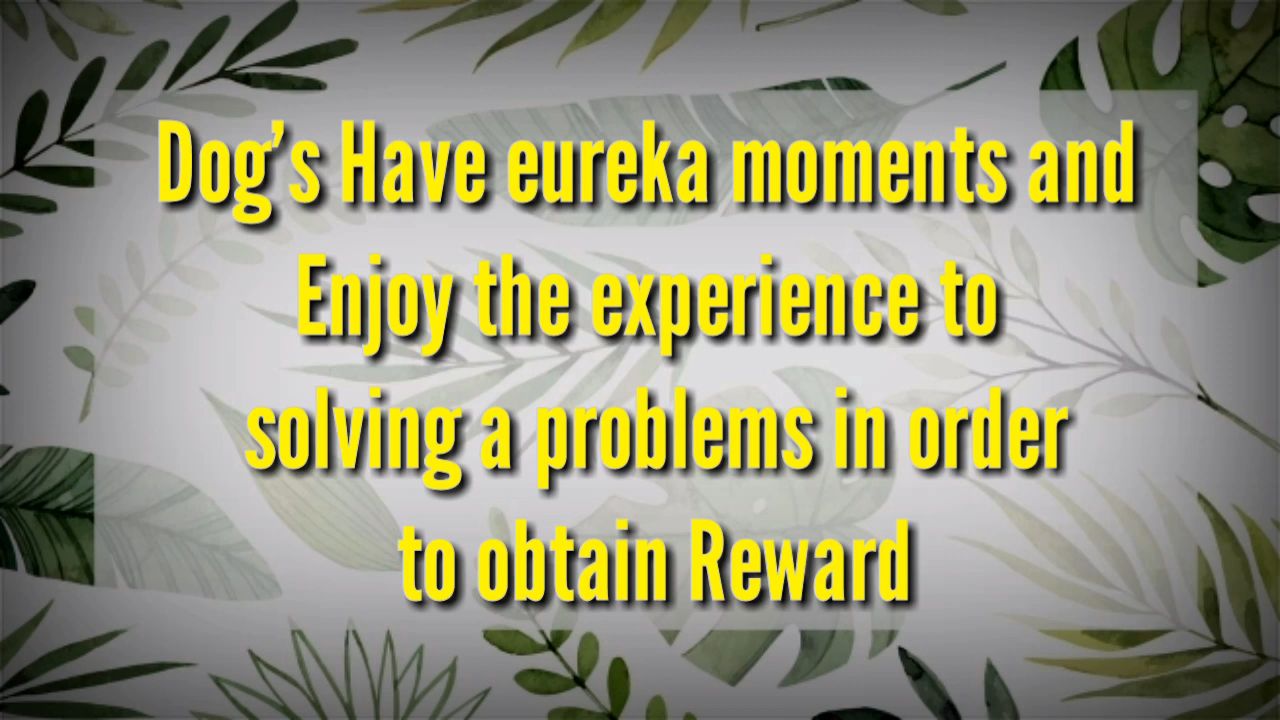 Dog’s Have eureka moments and
Enjoy the experience to
solving a problems in order
to obtain Reward